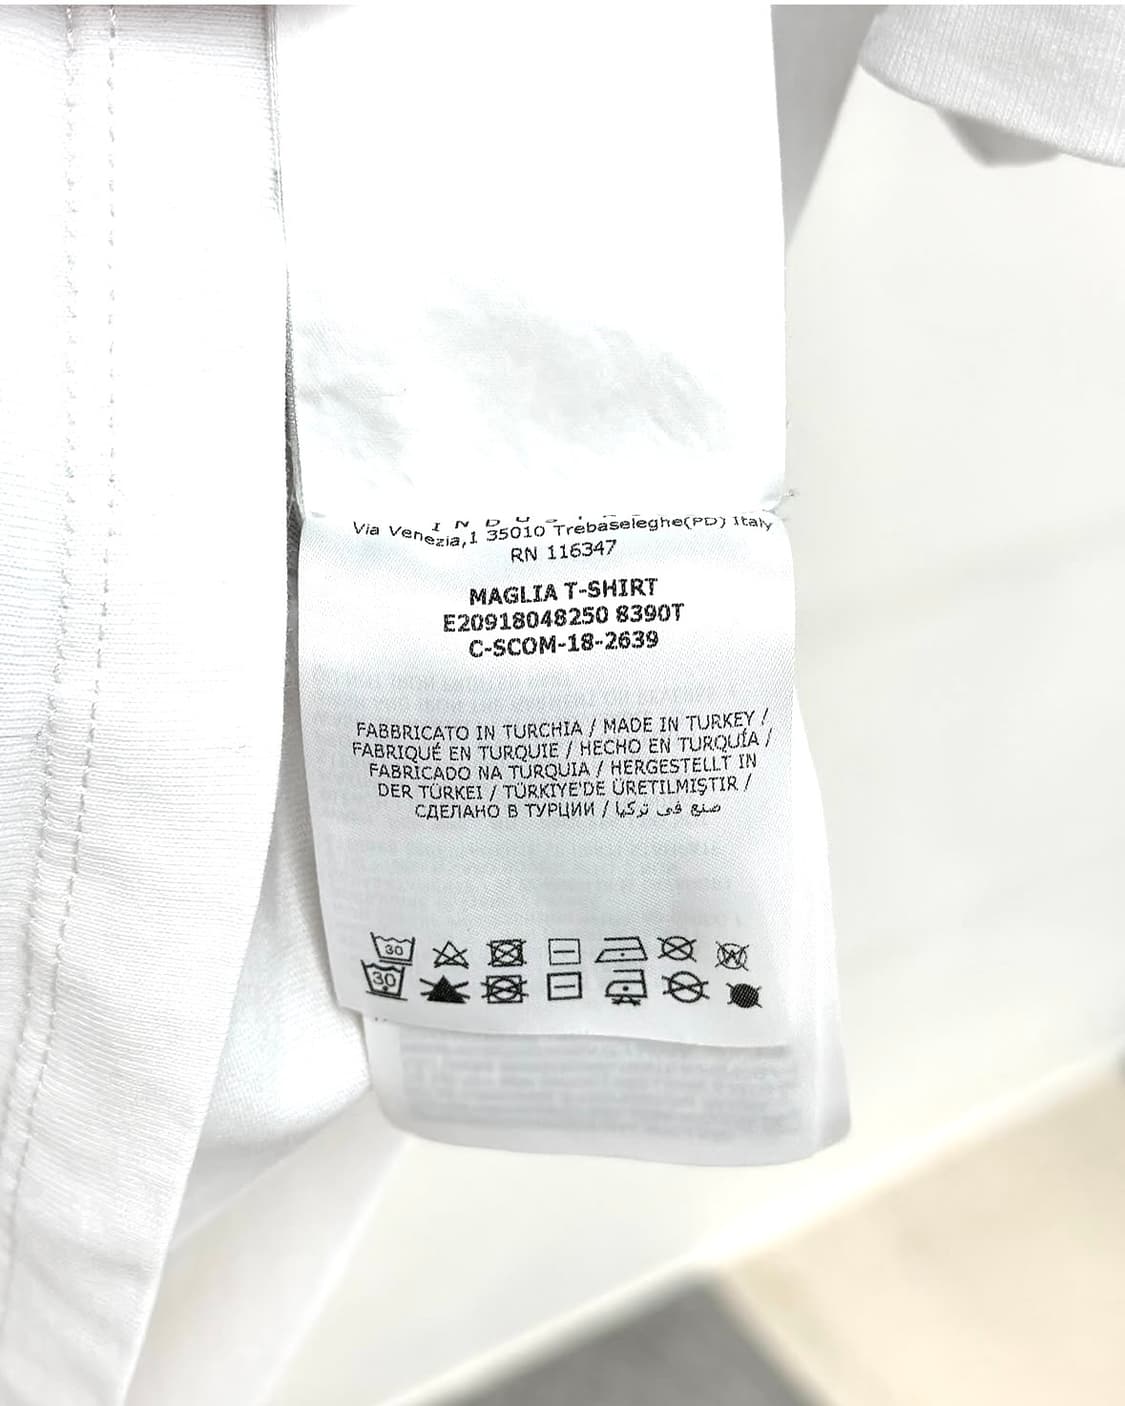 Via Venezia,1 35010 Trebaseleghe(PD) Italy
RN 116347
MAGLIA T-SHIRT
E20918048250 8390T
C-SCOM-18-2639
FABBRICATO IN TURCHIA / MADE IN TURKEY /
FABRIQUÉ EN TURQUIE / HECHO EN TURQUÍA /
FABRICADO NA TURQUIA / HERGESTELLT IN
DER TÜRKEI / TÜRKİYE'DE ÜRETILMIŞTIR /
СДЕЛАНО В ТУРЦИИ / صنع في تركيا
30
W
30